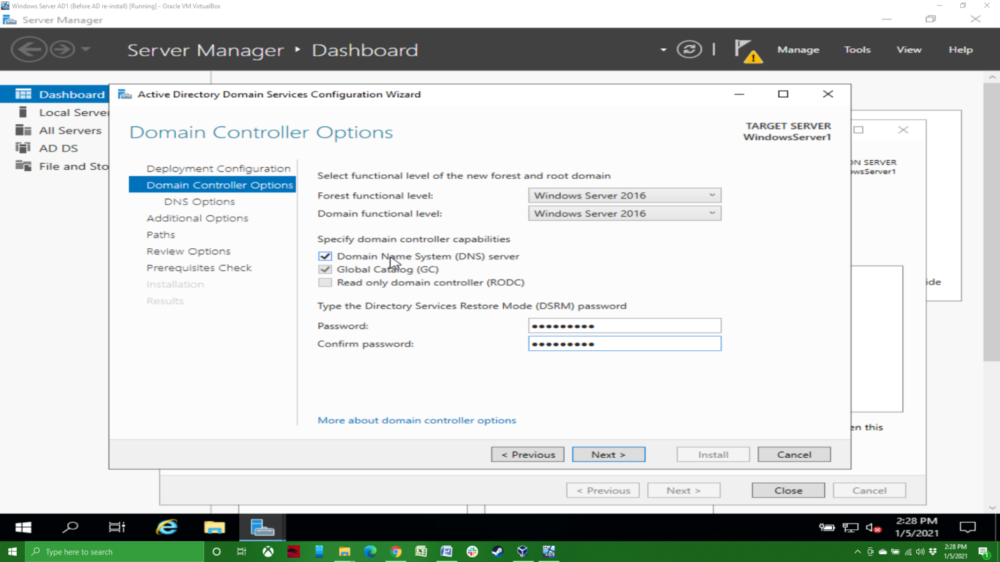 Windows Server AD1 (Before AD re-install) [Running] - Oracle VM VirtualBox
Server Manager
Server Manager • Dashboard
Manage Tools View Help
Dashboard
Local Server
All Servers
AD DS
File and Sto
Active Directory Domain Services Configuration Wizard
Domain Controller Options
TARGET SERVER
WindowsServer1
Deployment Configuration
Domain Controller Options
DNS Options
Additional Options
Paths
Review Options
Prerequisites Check
Installation
Results
Select functional level of the new forest and root domain
Forest functional level: Windows Server 2016
Domain functional level: Windows Server 2016
Specify domain controller capabilities
Domain Name System (DNS) server
Global Catalog (GC)
Read only domain controller (RODC)
Type the Directory Services Restore Mode (DSRM) password
Password: •••••••••
Confirm password: •••••••••
More about domain controller options
< Previous Next > Install Cancel
ON SERVER
owsServer1
ide
en this
< Previous Next > Close Cancel
2:28 PM
1/5/2021
Type here to search
2:28 PM
1/5/2021